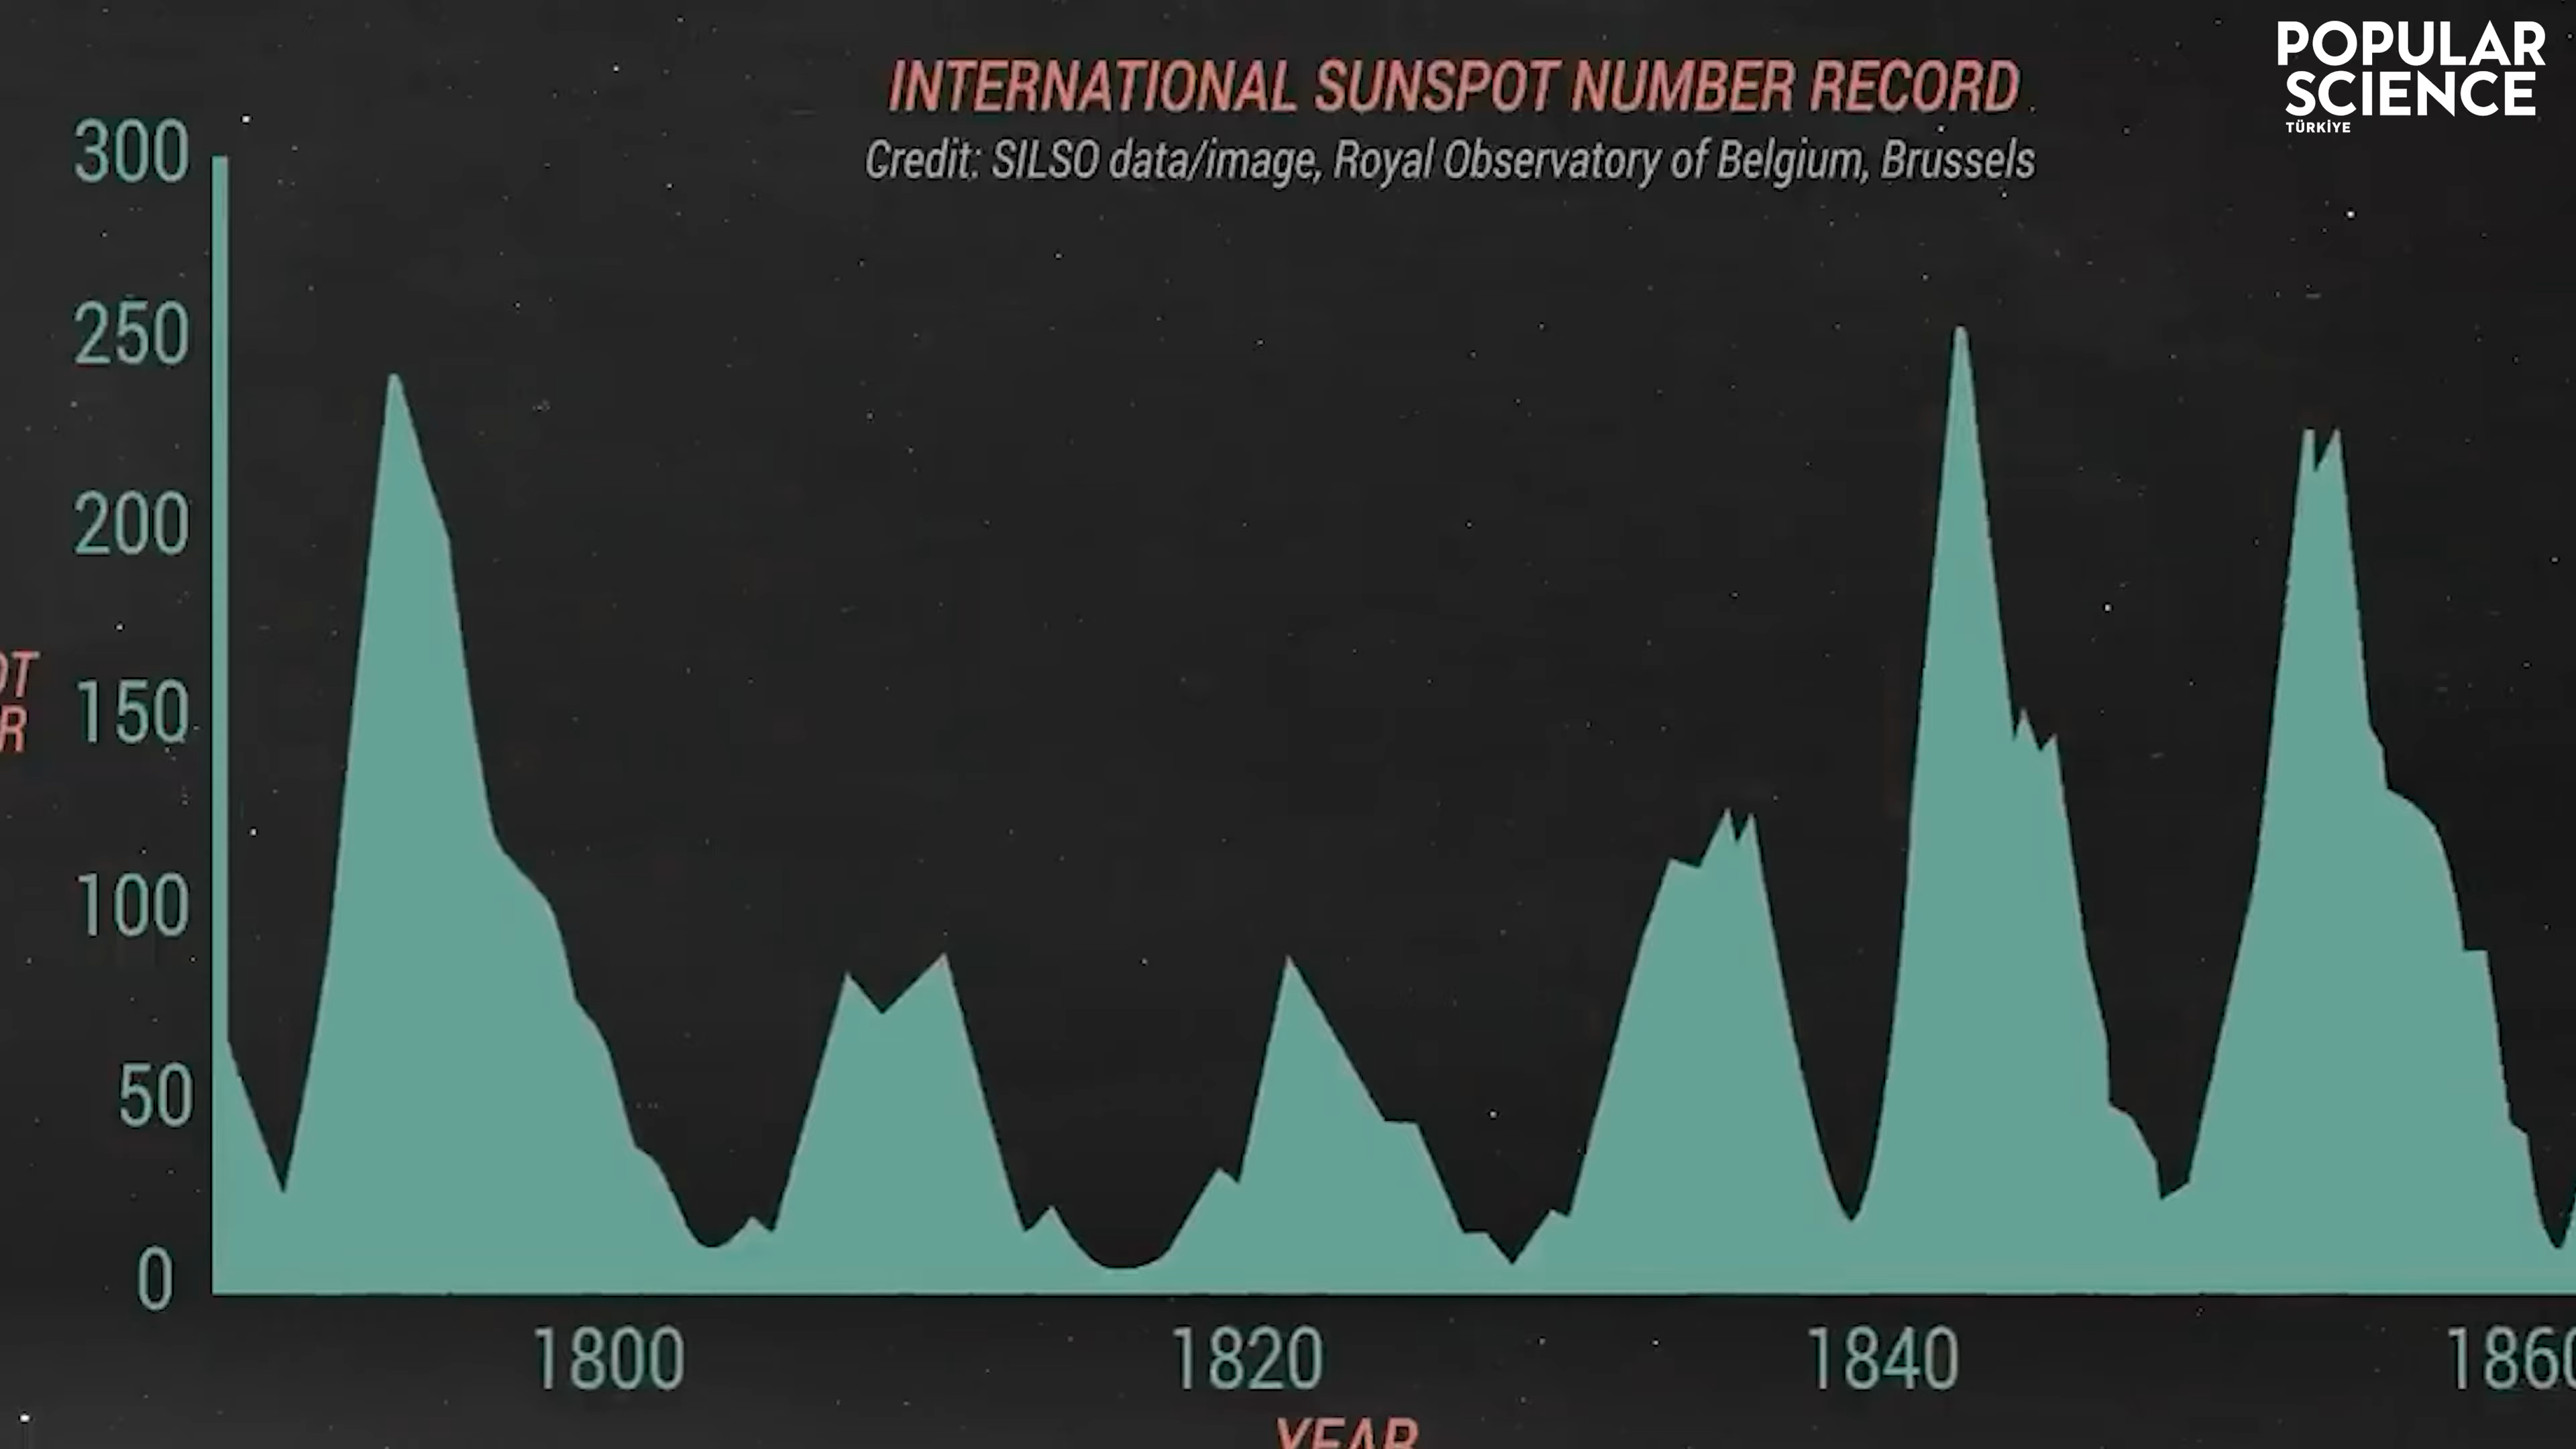 POPULAR
SCIENCE
TÜRKİYE
INTERNATIONAL SUNSPOT NUMBER RECORD
Credit: SILSO data/image, Royal Observatory of Belgium, Brussels
300
250
200
150
100
50
0
1800
1820
1840
YEAR